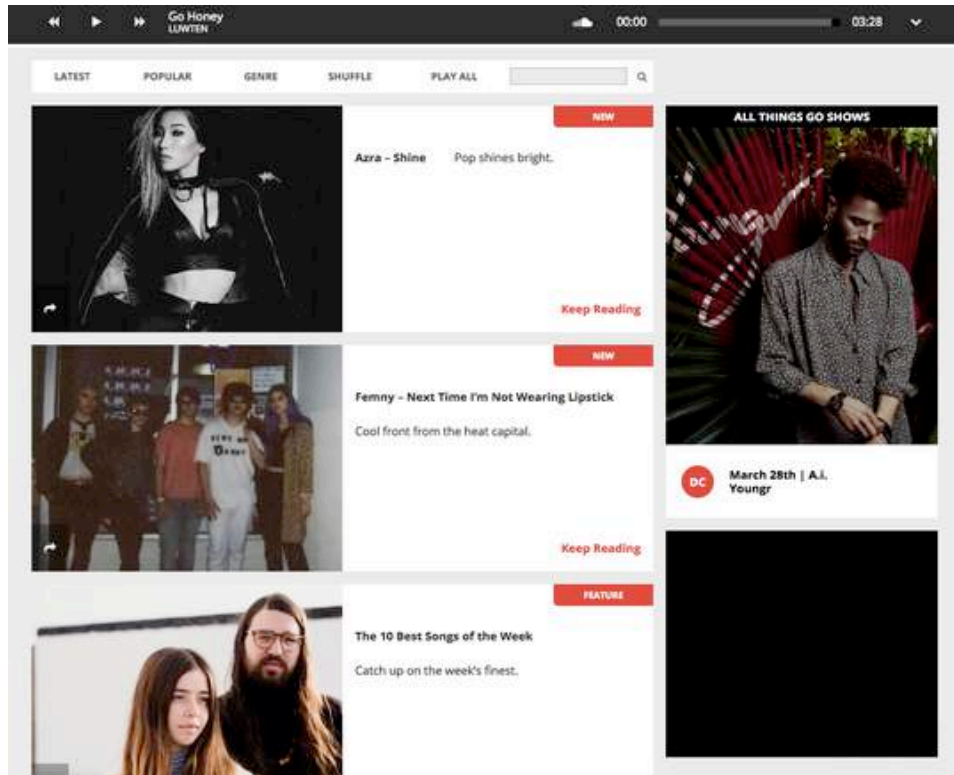 Go Honey
LUWTEN
00:00
03:28
LATEST POPULAR GENRE SHUFFLE PLAY ALL
NEW
Azra – Shine Pop shines bright.
Keep Reading
NEW
Femny – Next Time I'm Not Wearing Lipstick
Cool front from the heat capital.
Keep Reading
FEATURE
The 10 Best Songs of the Week
Catch up on the week's finest.
ALL THINGS GO SHOWS
DC
March 28th | A.i.
Youngr